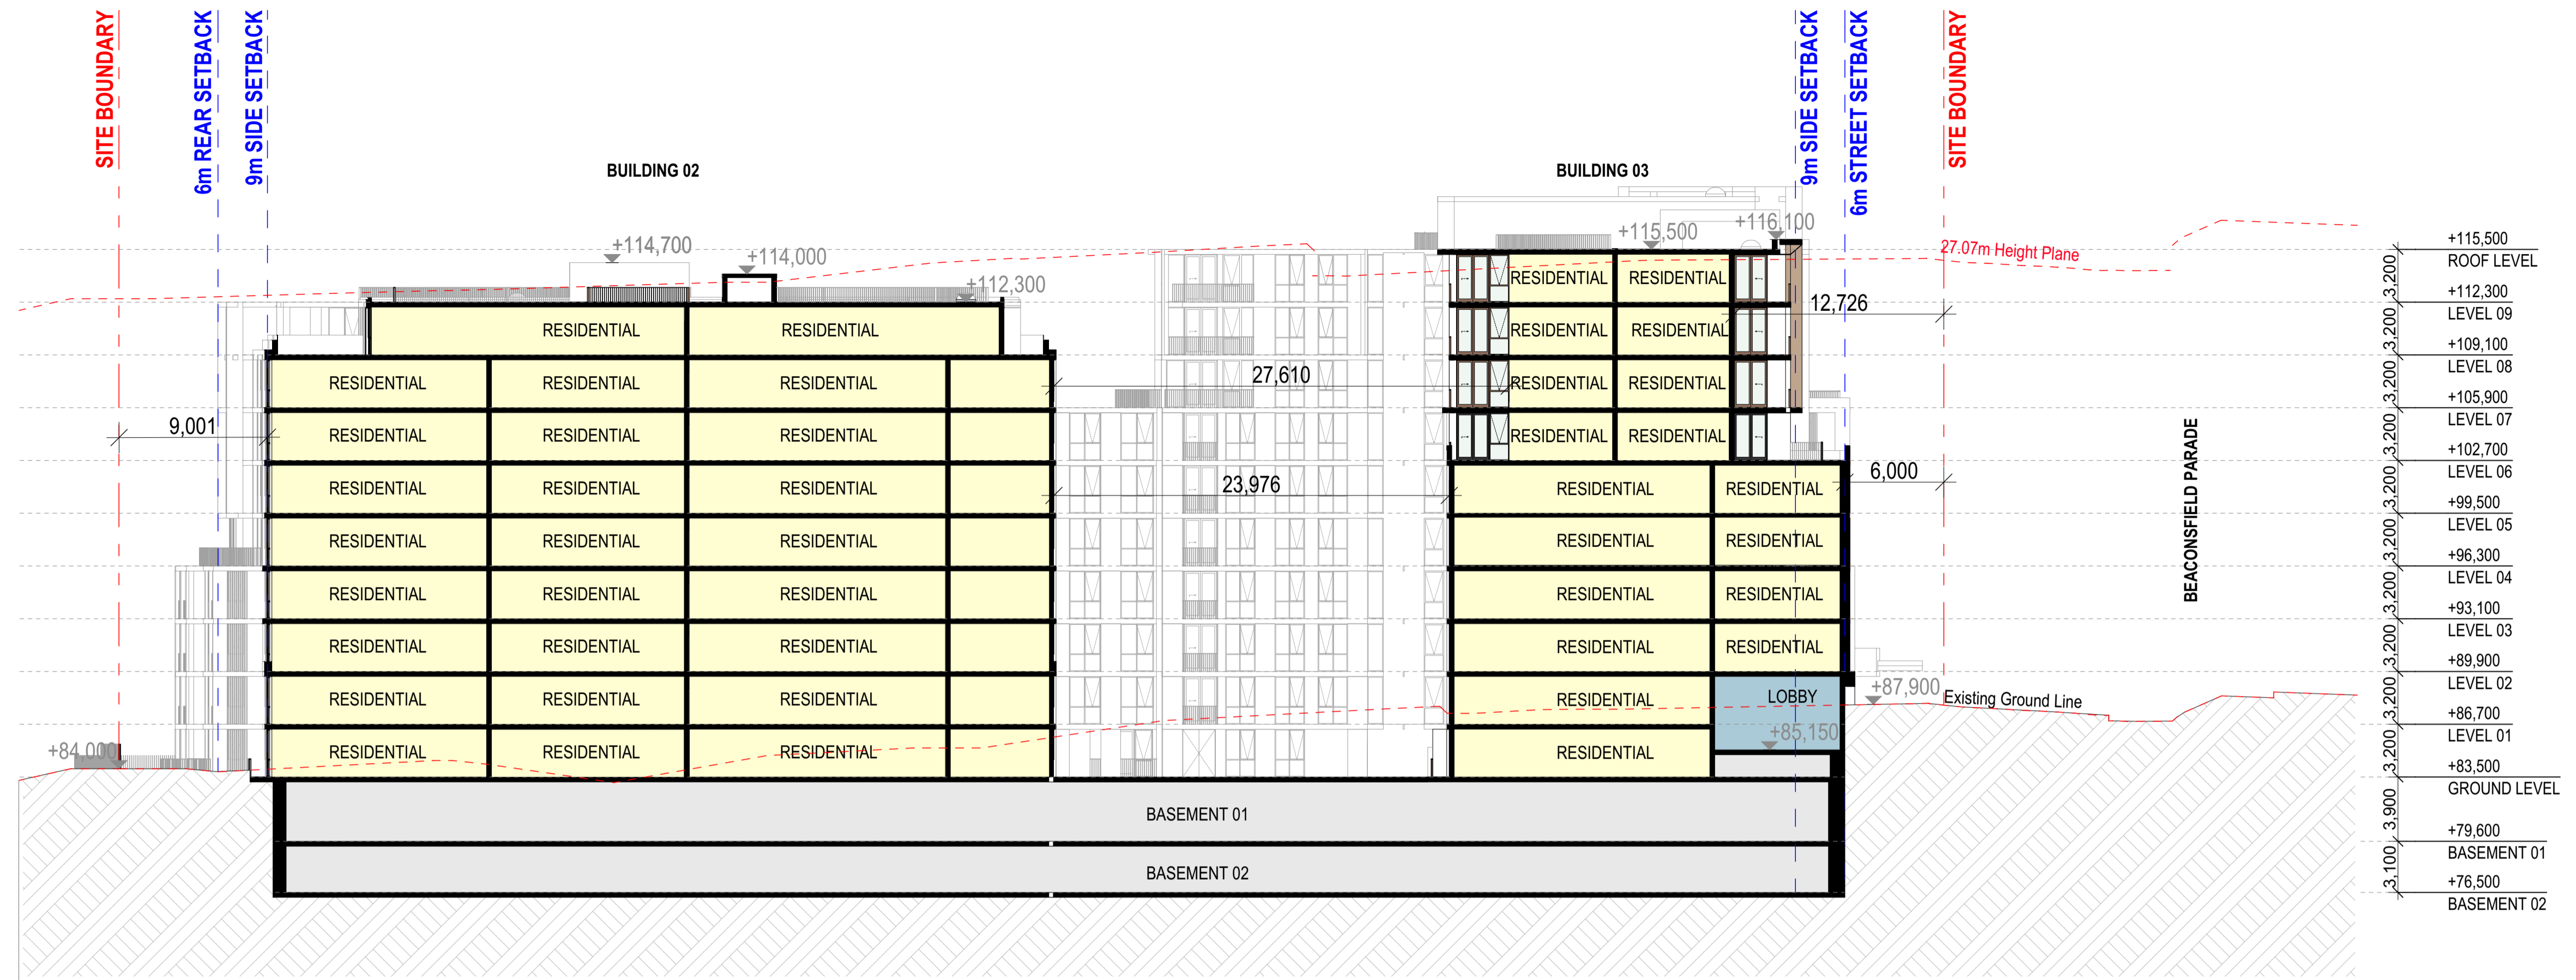 SITE BOUNDARY
6m REAR SETBACK
9m SIDE SETBACK
9m SIDE SETBACK
6m STREET SETBACK
SITE BOUNDARY
BUILDING 02
BUILDING 03
+114,700
+114,000
+112,300
+115,500
+116,100
27.07m Height Plane
12,726
RESIDENTIAL RESIDENTIAL
RESIDENTIAL RESIDENTIAL RESIDENTIAL RESIDENTIAL
RESIDENTIAL RESIDENTIAL RESIDENTIAL RESIDENTIAL RESIDENTIAL
27,610
RESIDENTIAL RESIDENTIAL RESIDENTIAL RESIDENTIAL RESIDENTIAL
9,001
RESIDENTIAL RESIDENTIAL RESIDENTIAL RESIDENTIAL RESIDENTIAL
23,976
6,000
RESIDENTIAL RESIDENTIAL RESIDENTIAL RESIDENTIAL RESIDENTIAL
RESIDENTIAL RESIDENTIAL RESIDENTIAL RESIDENTIAL RESIDENTIAL
RESIDENTIAL RESIDENTIAL RESIDENTIAL RESIDENTIAL RESIDENTIAL
RESIDENTIAL RESIDENTIAL RESIDENTIAL RESIDENTIAL LOBBY
+87,900
Existing Ground Line
+84,000
RESIDENTIAL RESIDENTIAL RESIDENTIAL RESIDENTIAL
+85,150
BASEMENT 01
BASEMENT 02
BEACONSFIELD PARADE
+115,500
ROOF LEVEL
3,200
+112,300
LEVEL 09
3,200
+109,100
LEVEL 08
3,200
+105,900
LEVEL 07
3,200
+102,700
LEVEL 06
3,200
+99,500
LEVEL 05
3,200
+96,300
LEVEL 04
3,200
+93,100
LEVEL 03
3,200
+89,900
LEVEL 02
3,200
+86,700
LEVEL 01
3,200
+83,500
GROUND LEVEL
3,900
+79,600
BASEMENT 01
3,100
+76,500
BASEMENT 02